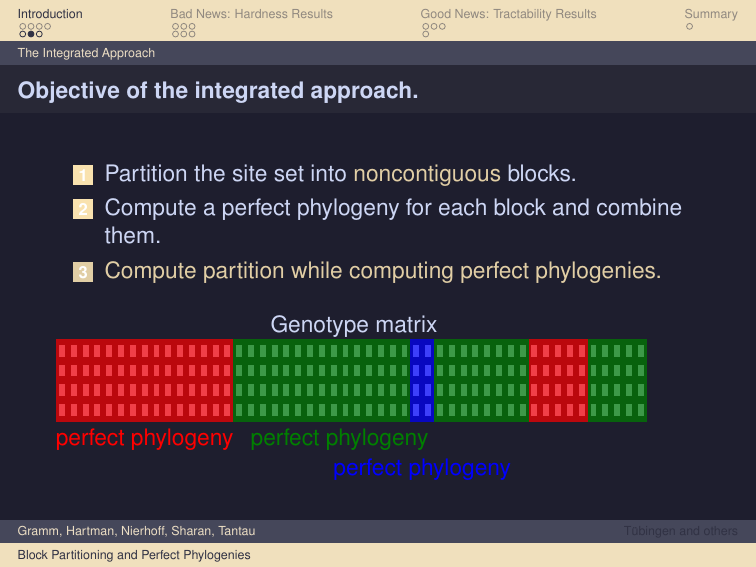 Introduction
Bad News: Hardness Results
Good News: Tractability Results
Summary
The Integrated Approach
Objective of the integrated approach.
1 Partition the site set into noncontiguous blocks.
2 Compute a perfect phylogeny for each block and combine
them.
3 Compute partition while computing perfect phylogenies.
Genotype matrix
perfect phylogeny perfect phylogeny
perfect phylogeny
Gramm, Hartman, Nierhoff, Sharan, Tantau
Tübingen and others
Block Partitioning and Perfect Phylogenies